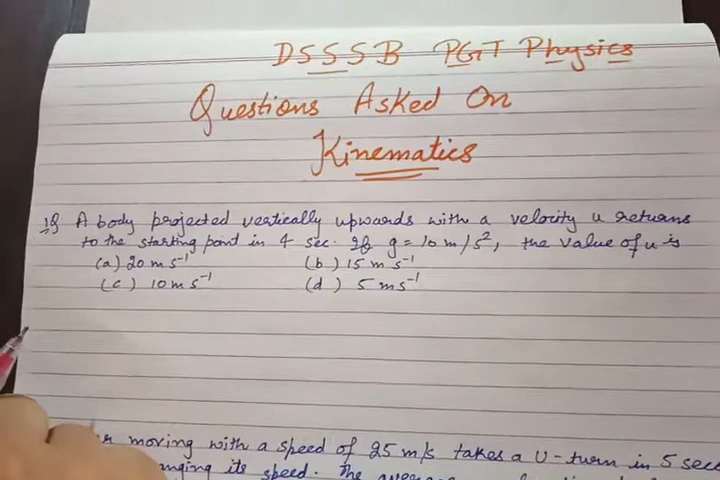 DSSSB PGT Physics
Questions Asked On
Kinematics
A body projected vertically upwards with a velocity u returns
to the starting point in 4 sec. If g = 10 m/s², the value of u is
(a) 20 m s⁻¹ (b) 15 m s⁻¹
(c) 10 m s⁻¹ (d) 5 ms⁻¹
moving with a speed of 25 m/s takes a U-turn in 5 sec
its speed. The